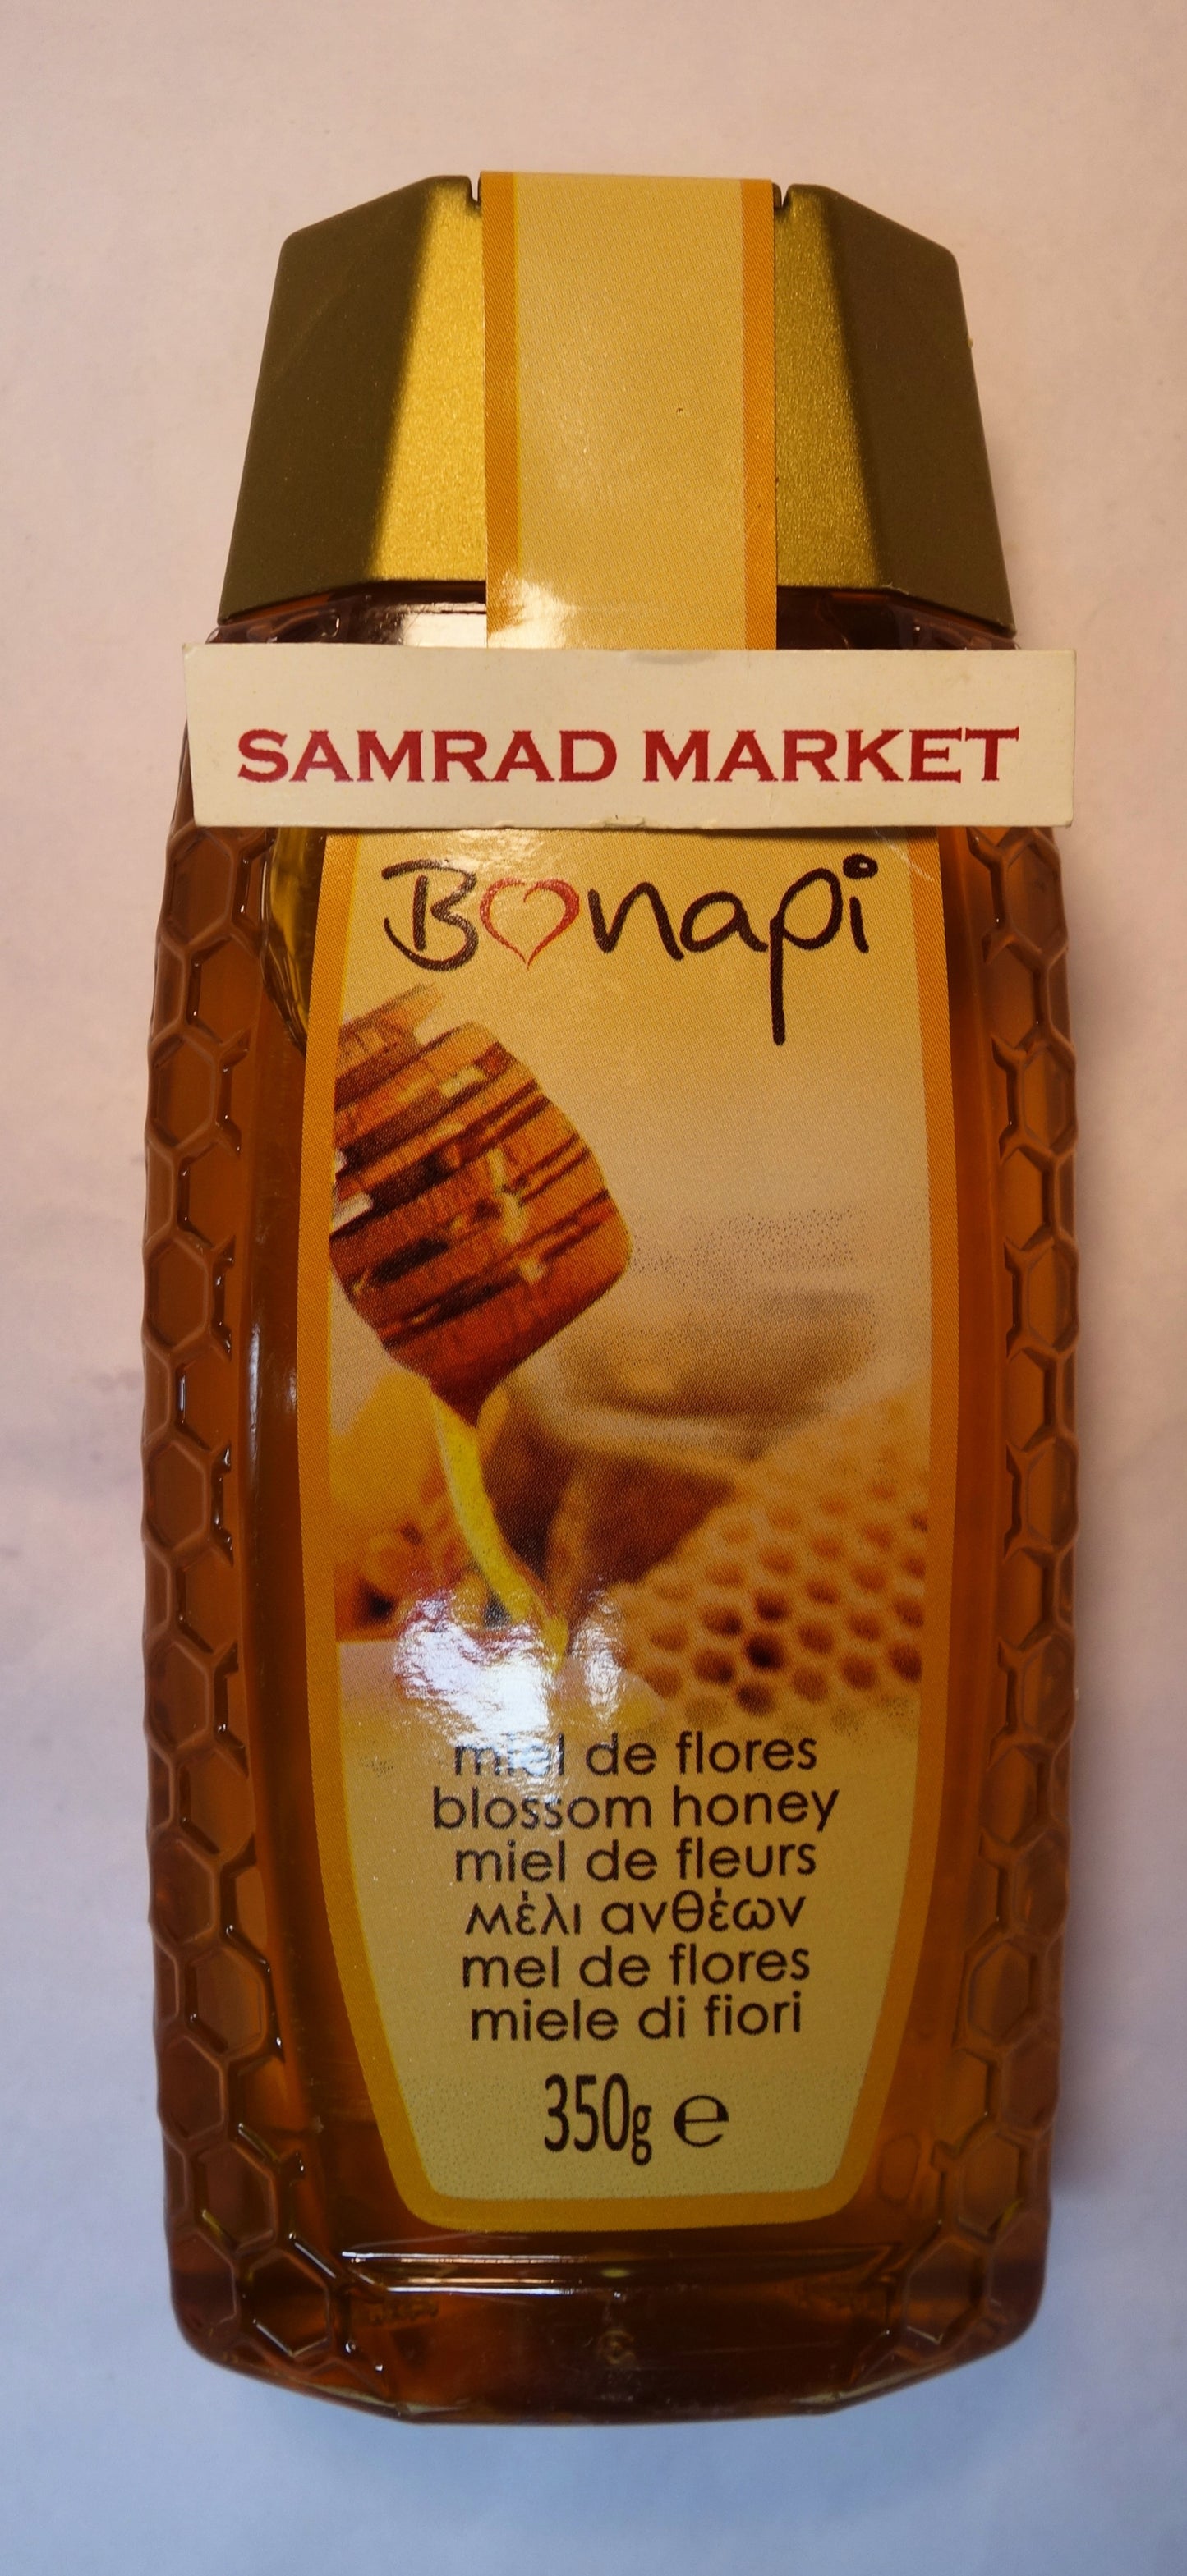 SAMRAD MARKET
Bonapi
miel de flores
blossom honey
miel de fleurs
μέλι ανθέων
mel de flores
miele di fiori
350g e